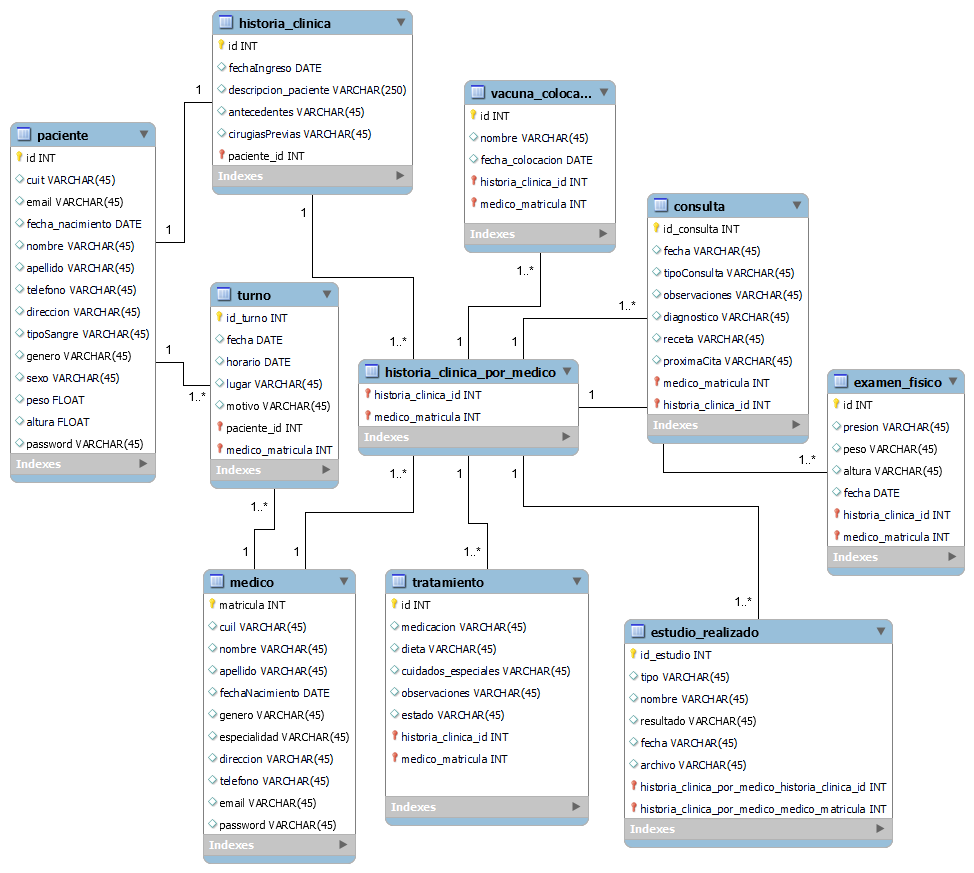 historia_clinica
id INT
fechaIngreso DATE
descripcion_paciente VARCHAR(250)
antecedentes VARCHAR(45)
cirugiasPrevias VARCHAR(45)
paciente_id INT
Indexes
paciente
id INT
cuit VARCHAR(45)
email VARCHAR(45)
fecha_nacimiento DATE
nombre VARCHAR(45)
apellido VARCHAR(45)
telefono VARCHAR(45)
direccion VARCHAR(45)
tipoSangre VARCHAR(45)
genero VARCHAR(45)
sexo VARCHAR(45)
peso FLOAT
altura FLOAT
password VARCHAR(45)
Indexes
1
1
1
1..*
1
1..*
vacuna_coloca...
id INT
nombre VARCHAR(45)
fecha_colocacion DATE
historia_clinica_id INT
medico_matricula INT
Indexes
1..*
1
turno
id_turno INT
fecha DATE
horario DATE
lugar VARCHAR(45)
motivo VARCHAR(45)
paciente_id INT
medico_matricula INT
Indexes
1..*
1
consulta
id_consulta INT
fecha VARCHAR(45)
tipoConsulta VARCHAR(45)
observaciones VARCHAR(45)
diagnostico VARCHAR(45)
receta VARCHAR(45)
proximaCita VARCHAR(45)
medico_matricula INT
historia_clinica_id INT
Indexes
1..*
1
historia_clinica_por_medico
historia_clinica_id INT
medico_matricula INT
Indexes
1
1..*
1..*
1
1
1..*
1
1..*
examen_fisico
id INT
presion VARCHAR(45)
peso VARCHAR(45)
altura VARCHAR(45)
fecha DATE
historia_clinica_id INT
medico_matricula INT
Indexes
medico
matricula INT
cuil VARCHAR(45)
nombre VARCHAR(45)
apellido VARCHAR(45)
fechaNacimiento DATE
genero VARCHAR(45)
especialidad VARCHAR(45)
direccion VARCHAR(45)
telefono VARCHAR(45)
email VARCHAR(45)
password VARCHAR(45)
Indexes
tratamiento
id INT
medicacion VARCHAR(45)
dieta VARCHAR(45)
cuidados_especiales VARCHAR(45)
observaciones VARCHAR(45)
estado VARCHAR(45)
historia_clinica_id INT
medico_matricula INT
Indexes
estudio_realizado
id_estudio INT
tipo VARCHAR(45)
nombre VARCHAR(45)
resultado VARCHAR(45)
fecha VARCHAR(45)
archivo VARCHAR(45)
historia_clinica_por_medico_historia_clinica_id INT
historia_clinica_por_medico_medico_matricula INT
Indexes